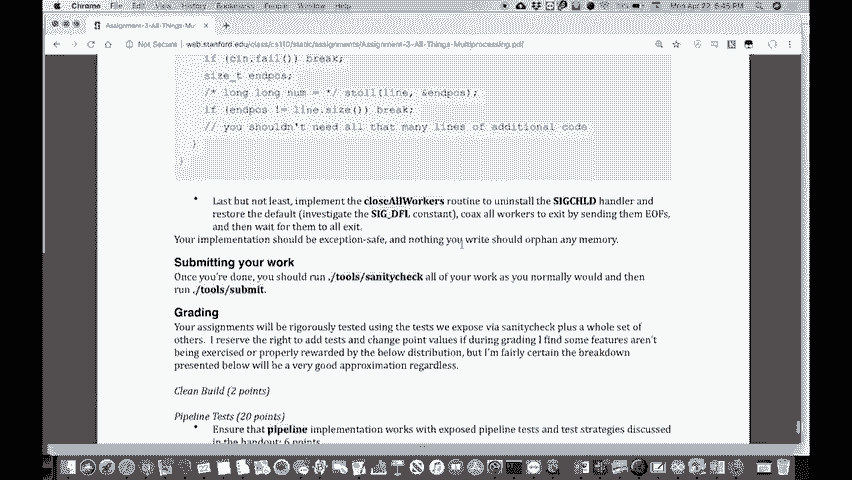 Chrome File Edit View History Bookmarks People Window Help
Mon Apr 22 5:45 PM
Assignment-3-All-Things-Mul
Not Secure | web.stanford.edu/class/cs110/static/assignments/Assignment-3-All-Things-Multiprocessing.pdf
if (cin.fail()) break;
size_t endpos;
/* long long num = */ stoll(line, &endpos);
if (endpos != line.size()) break;
// you shouldn't need all that many lines of additional code
}
}
• Last but not least, implement the closeAllWorkers routine to uninstall the SIGCHLD handler and
restore the default (investigate the SIG_DFL constant), coax all workers to exit by sending them EOFs,
and then wait for them to all exit.
Your implementation should be exception-safe, and nothing you write should orphan any memory.
Submitting your work
Once you're done, you should run ./tools/sanitycheck all of your work as you normally would and then
run ./tools/submit.
Grading
Your assignments will be rigorously tested using the tests we expose via sanitycheck plus a whole set of
others. I reserve the right to add tests and change point values if during grading I find some features aren't
being exercised or properly rewarded by the below distribution, but I'm fairly certain the breakdown
presented below will be a very good approximation regardless.
Clean Build (2 points)
Pipeline Tests (20 points)
• Ensure that pipeline implementation works with exposed pipeline tests and test strategies discussed
in the handout: 6 points